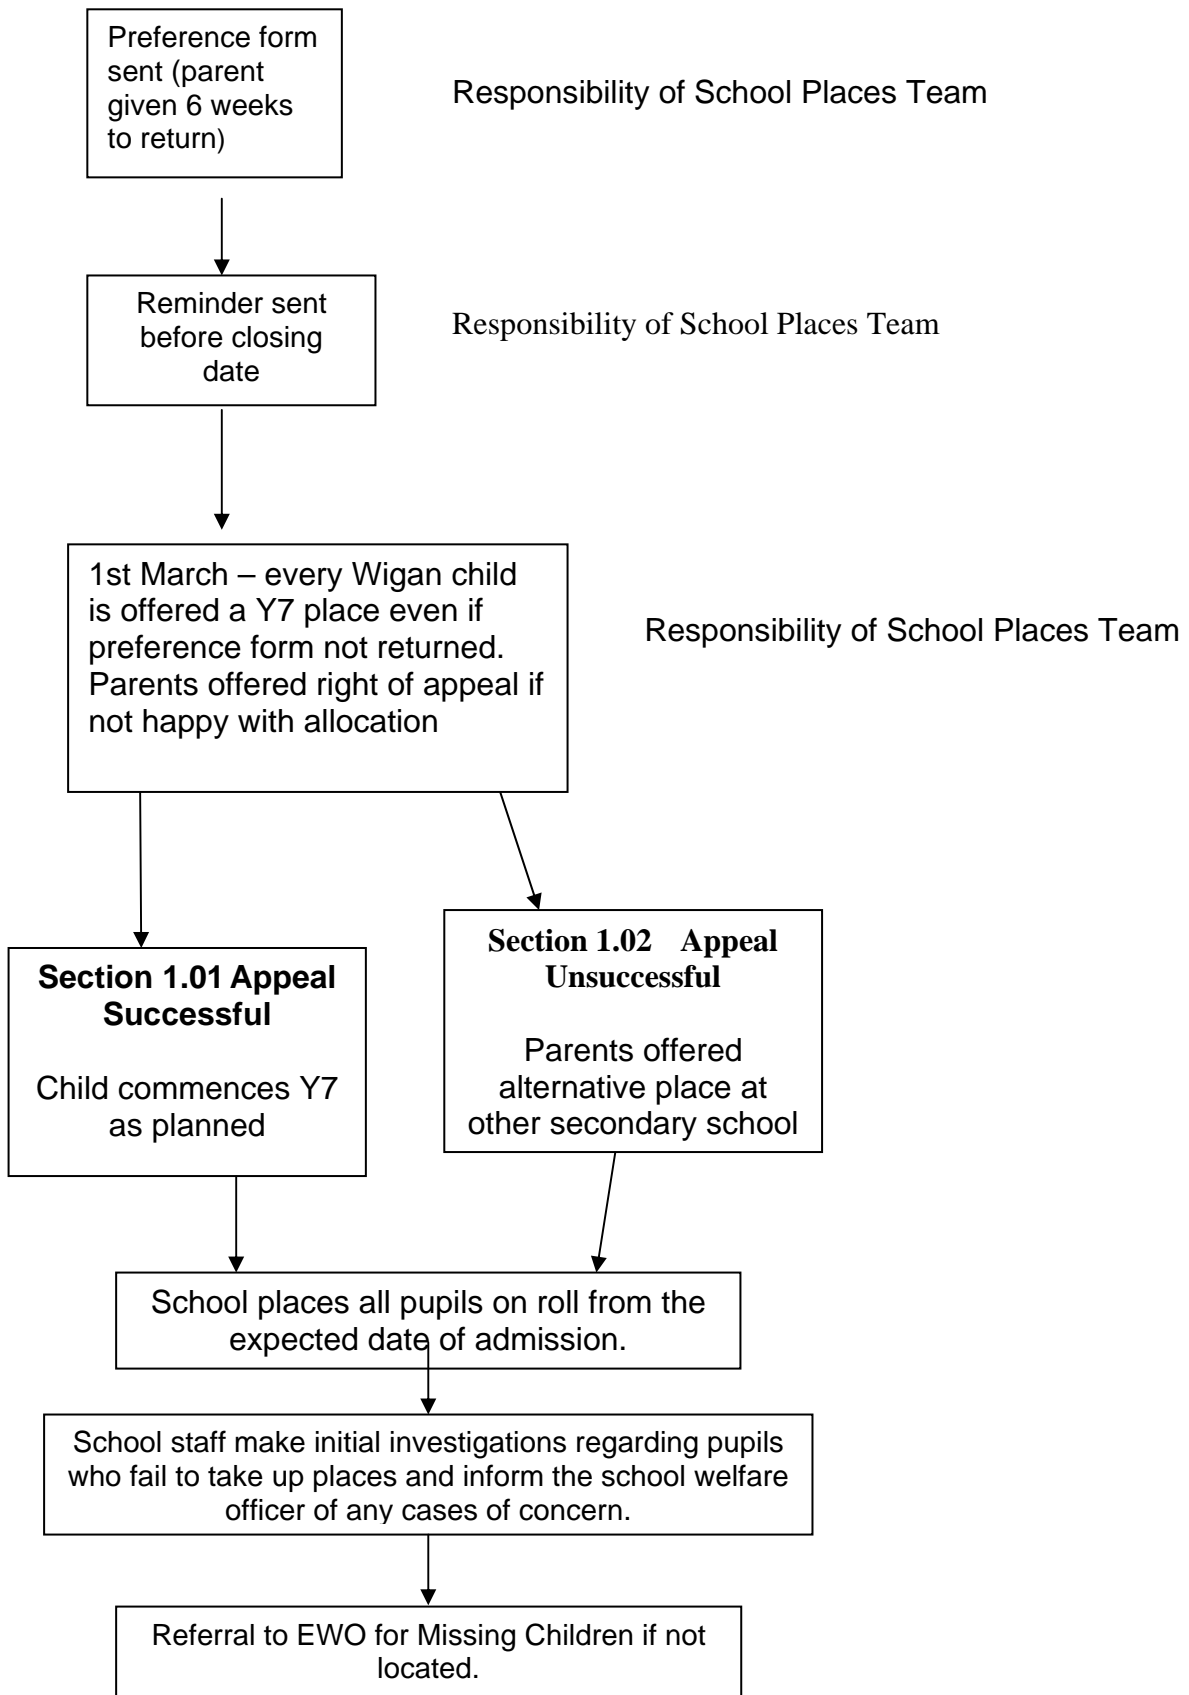 Preference form
sent (parent
given 6 weeks
to return)
Responsibility of School Places Team
Reminder sent
before closing
date
Responsibility of School Places Team
1st March – every Wigan child
is offered a Y7 place even if
preference form not returned.
Parents offered right of appeal if
not happy with allocation
Responsibility of School Places Team
Section 1.01 Appeal
Successful
Child commences Y7
as planned
Section 1.02 Appeal
Unsuccessful
Parents offered
alternative place at
other secondary school
School places all pupils on roll from the
expected date of admission.
School staff make initial investigations regarding pupils
who fail to take up places and inform the school welfare
officer of any cases of concern.
Referral to EWO for Missing Children if not
located.